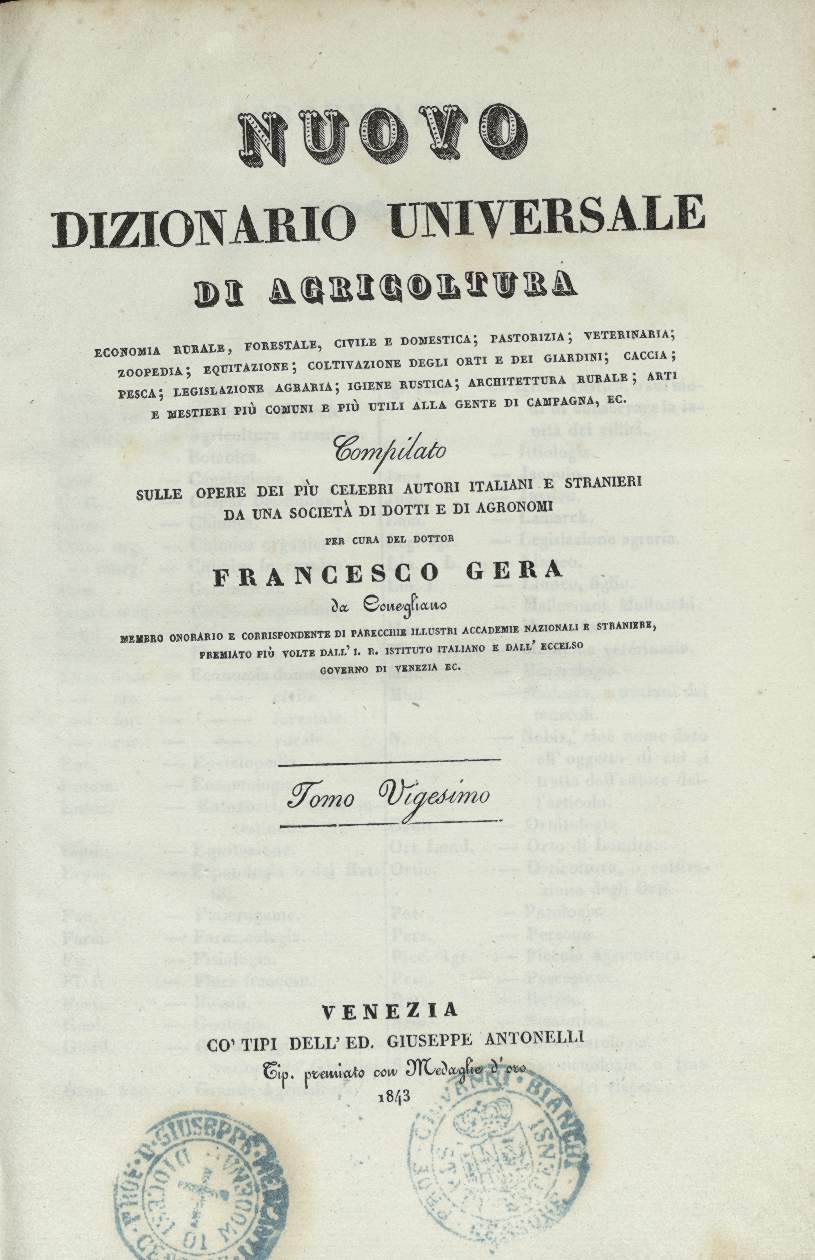 NUOVO
DIZIONARIO UNIVERSALE
DI AGRICOLTURA
ECONOMIA RURALE, FORESTALE, CIVILE E DOMESTICA; PASTORIZIA; VETERINARIA;
ZOOPEDIA; EQUITAZIONE; COLTIVAZIONE DEGLI ORTI E DEI GIARDINI; CACCIA;
PESCA; LEGISLAZIONE AGRARIA; IGIENE RUSTICA; ARCHITETTURA RURALE; ARTI
E MESTIERI PIÙ COMUNI E PIÙ UTILI ALLA GENTE DI CAMPAGNA, EC.
Compilato
SULLE OPERE DEI PIÙ CELEBRI AUTORI ITALIANI E STRANIERI
DA UNA SOCIETÀ DI DOTTI E DI AGRONOMI
PER CURA DEL DOTTOR
FRANCESCO GERA
da Conegliano
MEMBRO ONORARIO E CORRISPONDENTE DI PARECCHIE ILLUSTRI ACCADEMIE NAZIONALI E STRANIERE,
PREMIATO PIÙ VOLTE DALL' I. R. ISTITUTO ITALIANO E DALL' ECCELSO
GOVERNO DI VENEZIA EC.
Tomo Vigesimo
VENEZIA
CO' TIPI DELL' ED. GIUSEPPE ANTONELLI
Tip. premiato con Medaglie d'oro
1843
PROF. D. GIUSEPPE
GIOVANNI BIANCHI